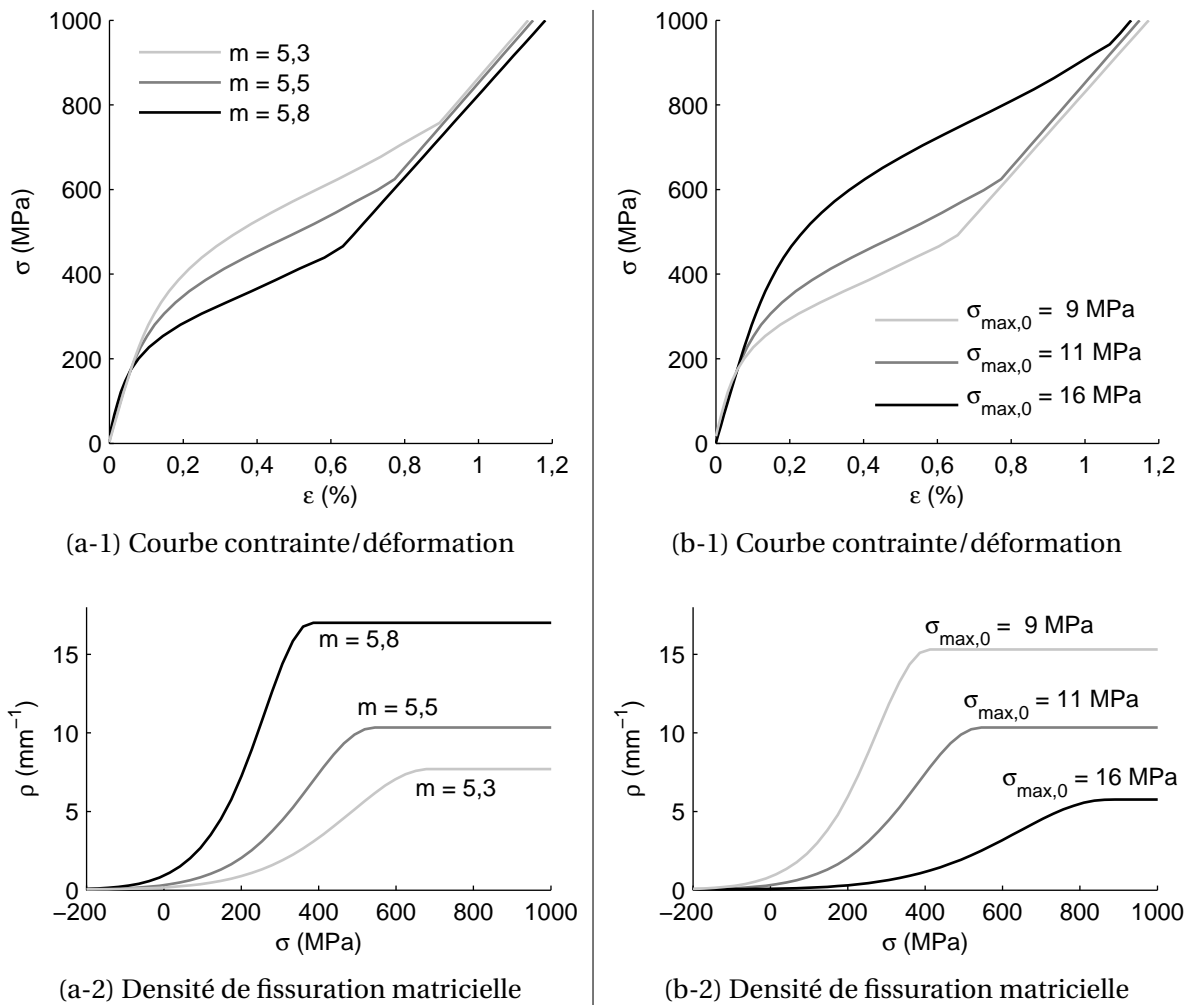 1000
800
600
400
200
0
σ (MPa)
m = 5,3
m = 5,5
m = 5,8
0 0,2 0,4 0,6 0,8 1 1,2
ε (%)
(a-1) Courbe contrainte/déformation
1000
800
600
400
200
0
σ (MPa)
σmax,0 = 9 MPa
σmax,0 = 11 MPa
σmax,0 = 16 MPa
0 0,2 0,4 0,6 0,8 1 1,2
ε (%)
(b-1) Courbe contrainte/déformation
15
10
5
0
ρ (mm⁻¹)
m = 5,8
m = 5,5
m = 5,3
−200 0 200 400 600 800 1000
σ (MPa)
(a-2) Densité de fissuration matricielle
15
10
5
0
ρ (mm⁻¹)
σmax,0 = 9 MPa
σmax,0 = 11 MPa
σmax,0 = 16 MPa
−200 0 200 400 600 800 1000
σ (MPa)
(b-2) Densité de fissuration matricielle